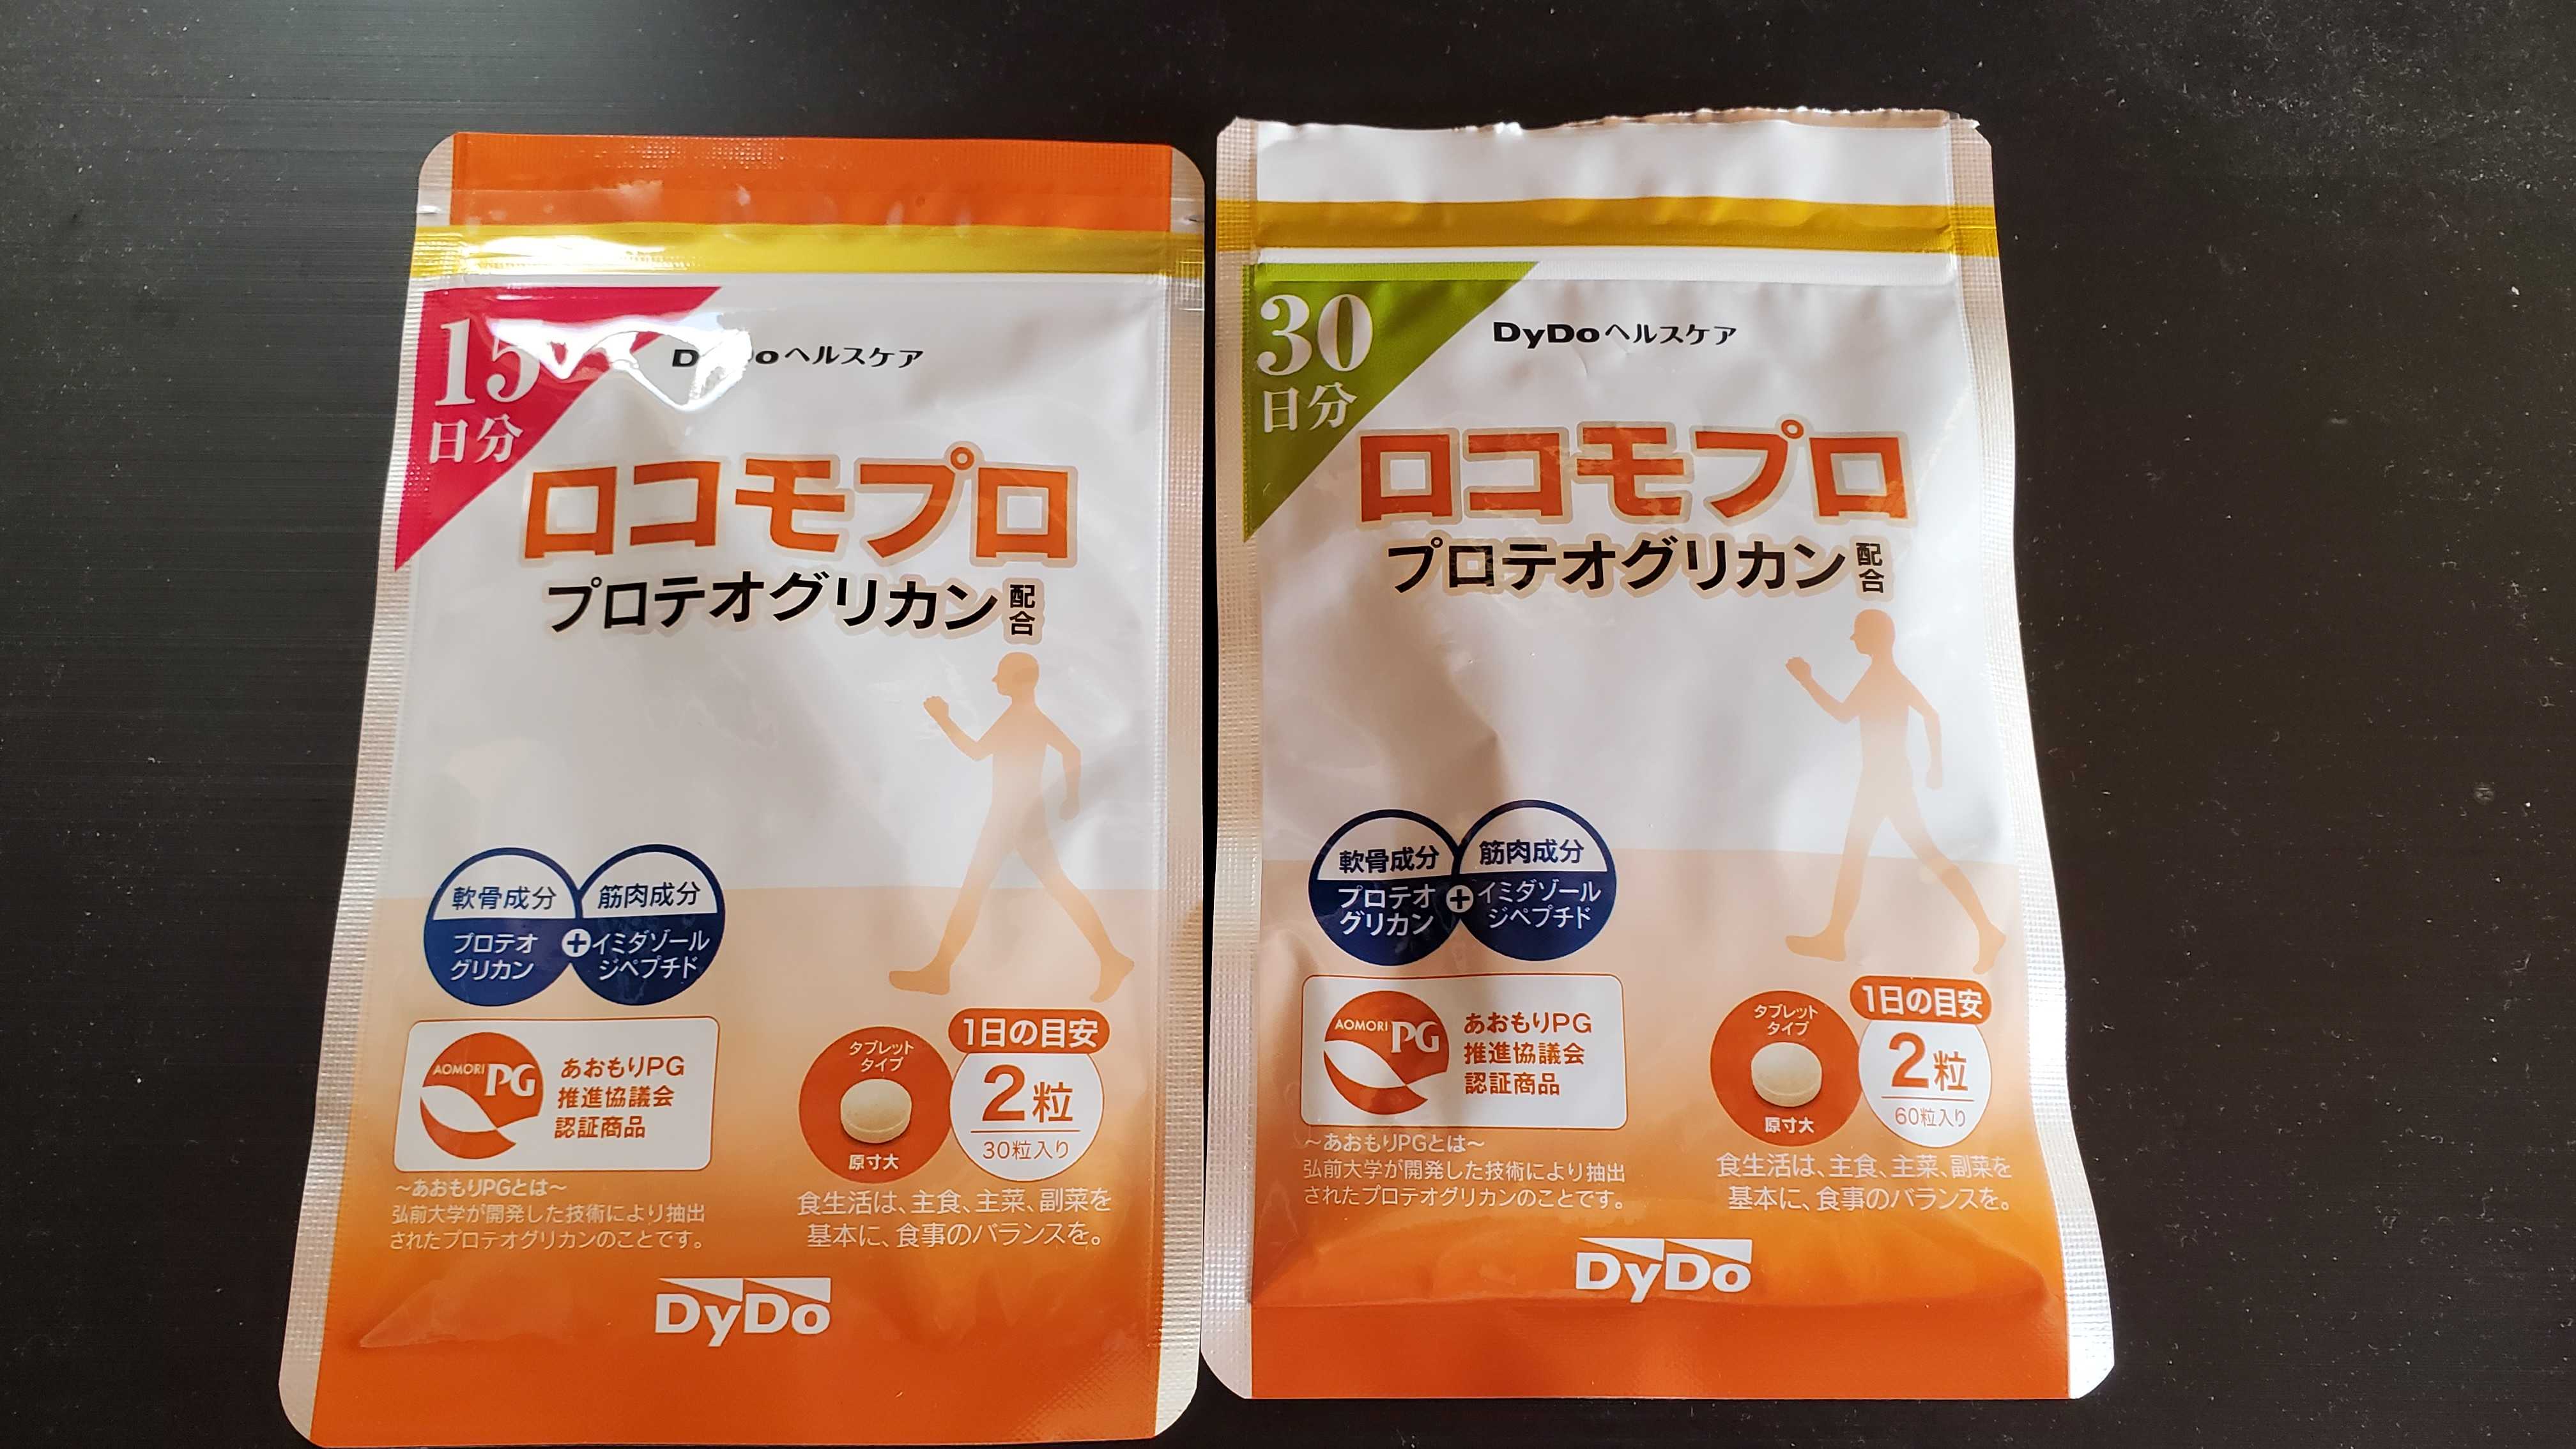 15
日分
ヘルスケア
ロコモプロ
プロテオグリカン配合
軟骨成分
プロテオ
グリカン
+
筋肉成分
イミダゾール
ジペプチド
AOMORI PG
あおもりPG
推進協議会
認証商品
～あおもりPGとは～
弘前大学が開発した技術により抽出
されたプロテオグリカンのことです。
タブレット
タイプ
原寸大
1日の目安
2粒
30粒入り
食生活は、主食、主菜、副菜を
基本に、食事のバランスを。
DyDo
30
日分
DyDoヘルスケア
ロコモプロ
プロテオグリカン配合
軟骨成分
プロテオ
グリカン
+
筋肉成分
イミダゾール
ジペプチド
AOMORI PG
あおもりPG
推進協議会
認証商品
～あおもりPGとは～
弘前大学が開発した技術により抽出
されたプロテオグリカンのことです。
タブレット
タイプ
原寸大
1日の目安
2粒
60粒入り
食生活は、主食、主菜、副菜を
基本に、食事のバランスを。
DyDo